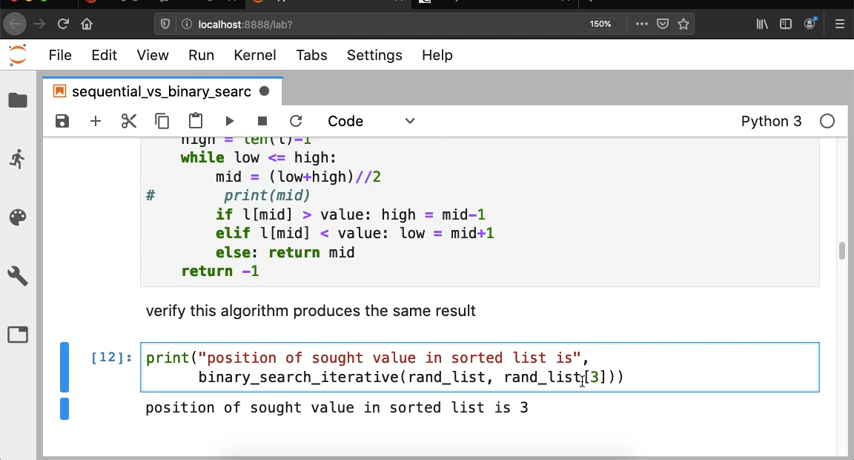 localhost:8888/lab?
150%
File Edit View Run Kernel Tabs Settings Help
sequential_vs_binary_searc
Code
Python 3
high = len(l)-1
while low <= high:
mid = (low+high)//2
# print(mid)
if l[mid] > value: high = mid-1
elif l[mid] < value: low = mid+1
else: return mid
return -1
verify this algorithm produces the same result
[12]: print("position of sought value in sorted list is",
binary_search_iterative(rand_list, rand_list[3]))
position of sought value in sorted list is 3